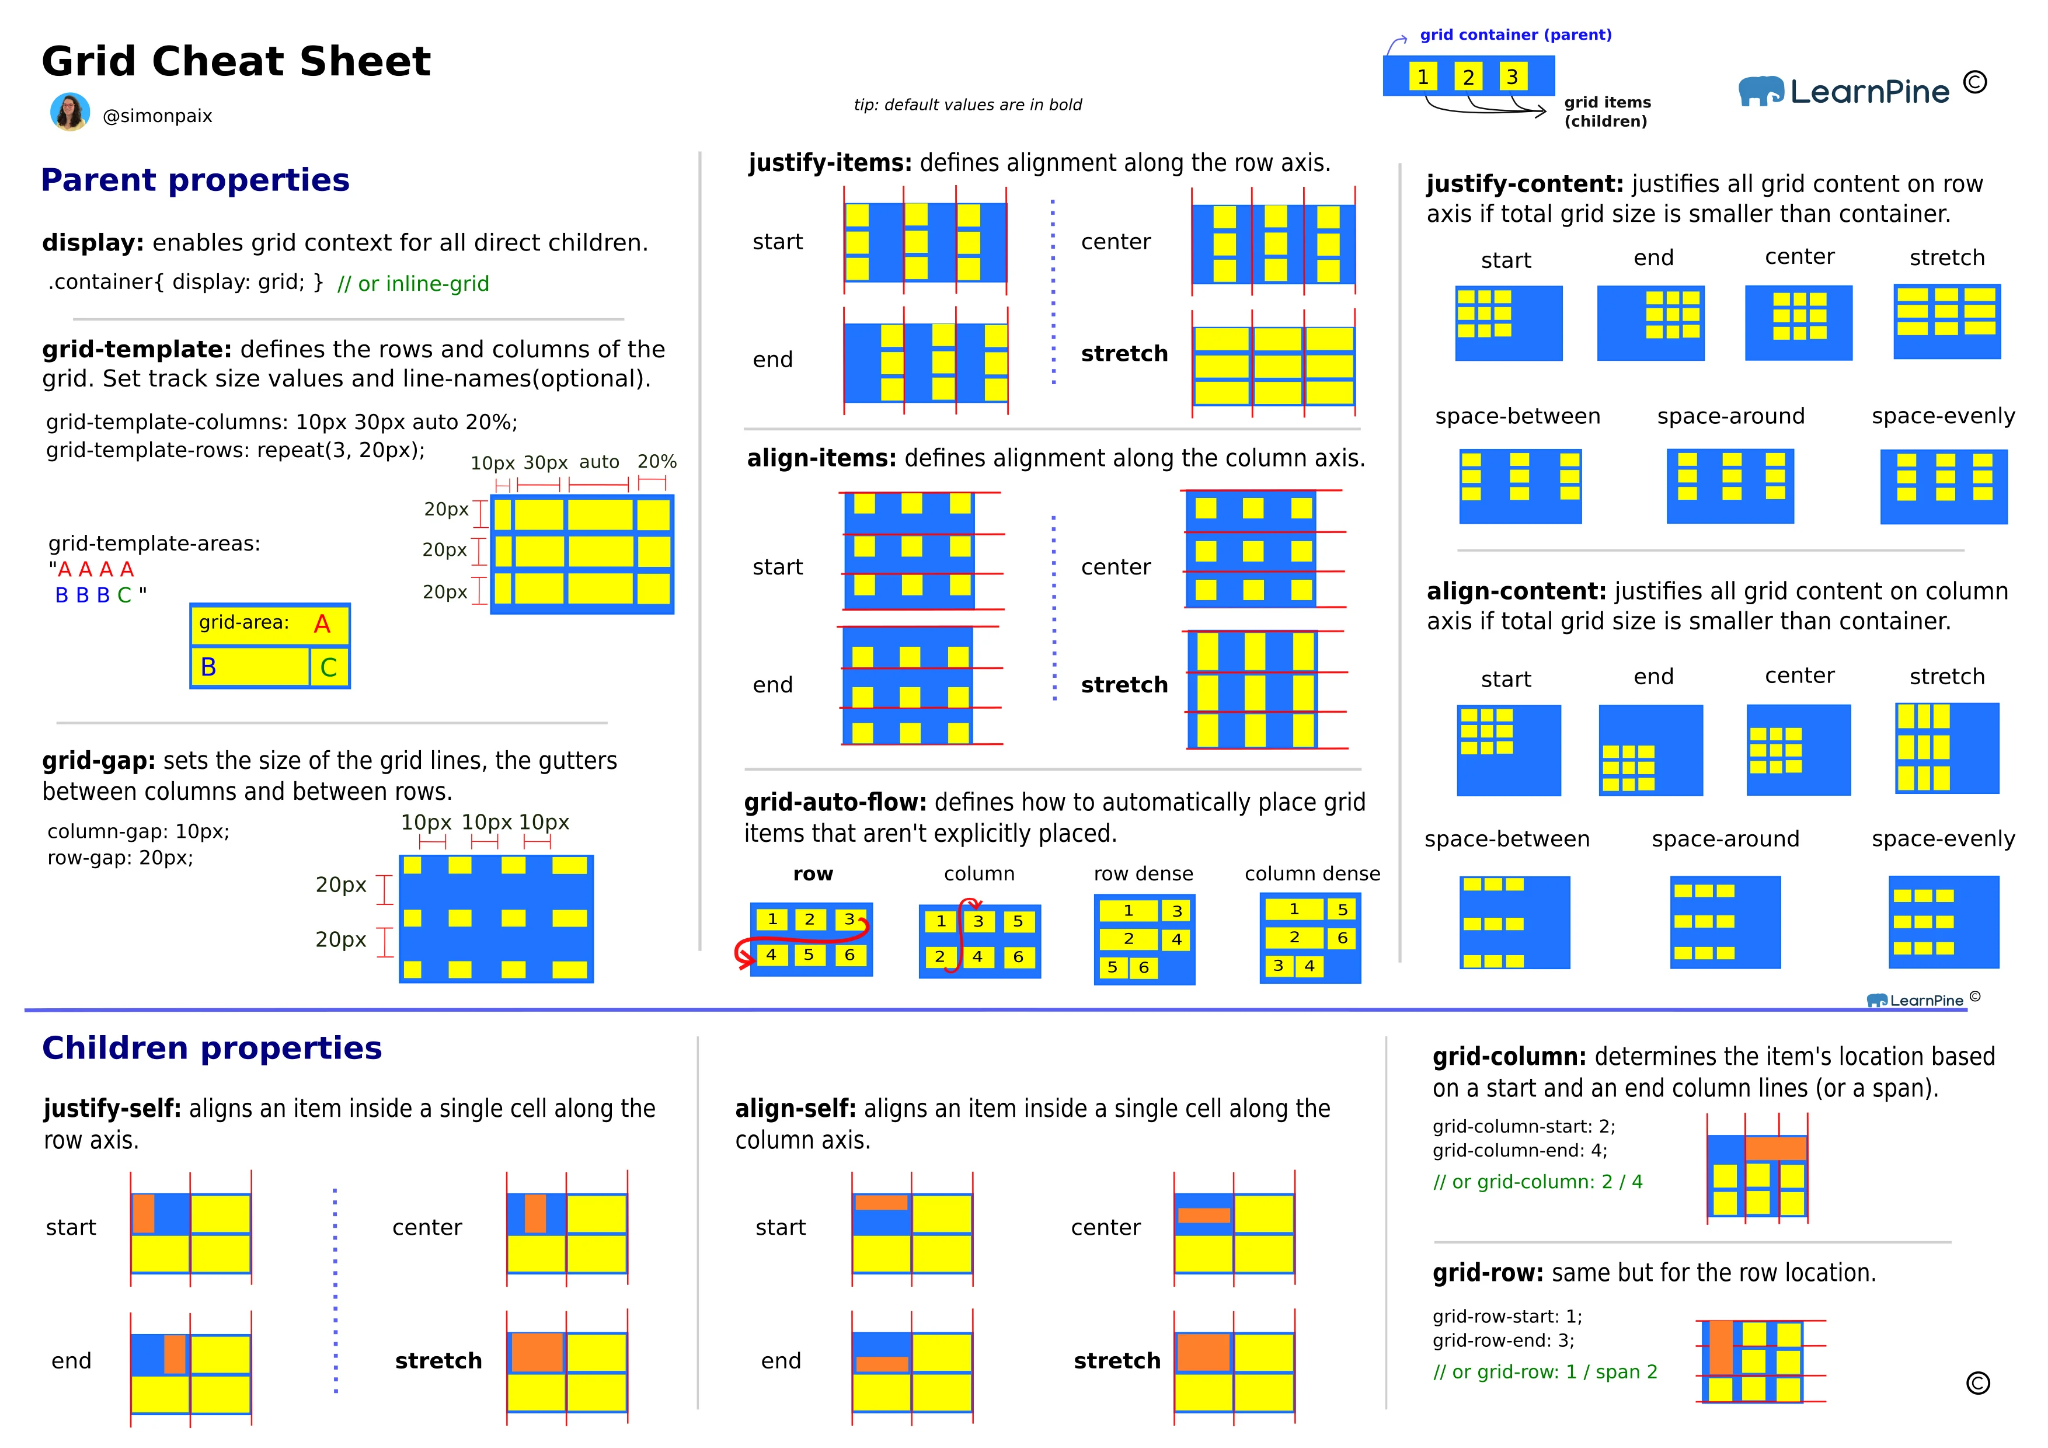 Grid Cheat Sheet
@simonpaix
tip: default values are in bold
grid container (parent)
1 2 3
grid items
(children)
LearnPine ©
Parent properties
display: enables grid context for all direct children.
.container{ display: grid; } // or inline-grid
grid-template: defines the rows and columns of the
grid. Set track size values and line-names(optional).
grid-template-columns: 10px 30px auto 20%;
grid-template-rows: repeat(3, 20px);
10px 30px auto 20%
20px
20px
20px
grid-template-areas:
"A A A A
B B B C "
grid-area: A
B C
grid-gap: sets the size of the grid lines, the gutters
between columns and between rows.
column-gap: 10px;
row-gap: 20px;
10px 10px 10px
20px
20px
justify-items: defines alignment along the row axis.
start
center
end
stretch
align-items: defines alignment along the column axis.
start
center
end
stretch
grid-auto-flow: defines how to automatically place grid
items that aren't explicitly placed.
row column row dense column dense
1 2 3
4 5 6
1 3 5
2 4 6
1 3
2 4
5 6
1 5
2 6
3 4
justify-content: justifies all grid content on row
axis if total grid size is smaller than container.
start end center stretch
space-between space-around space-evenly
align-content: justifies all grid content on column
axis if total grid size is smaller than container.
start end center stretch
space-between space-around space-evenly
LearnPine ©
Children properties
justify-self: aligns an item inside a single cell along the
row axis.
start
center
end
stretch
align-self: aligns an item inside a single cell along the
column axis.
start
center
end
stretch
grid-column: determines the item's location based
on a start and an end column lines (or a span).
grid-column-start: 2;
grid-column-end: 4;
// or grid-column: 2 / 4
grid-row: same but for the row location.
grid-row-start: 1;
grid-row-end: 3;
// or grid-row: 1 / span 2
©